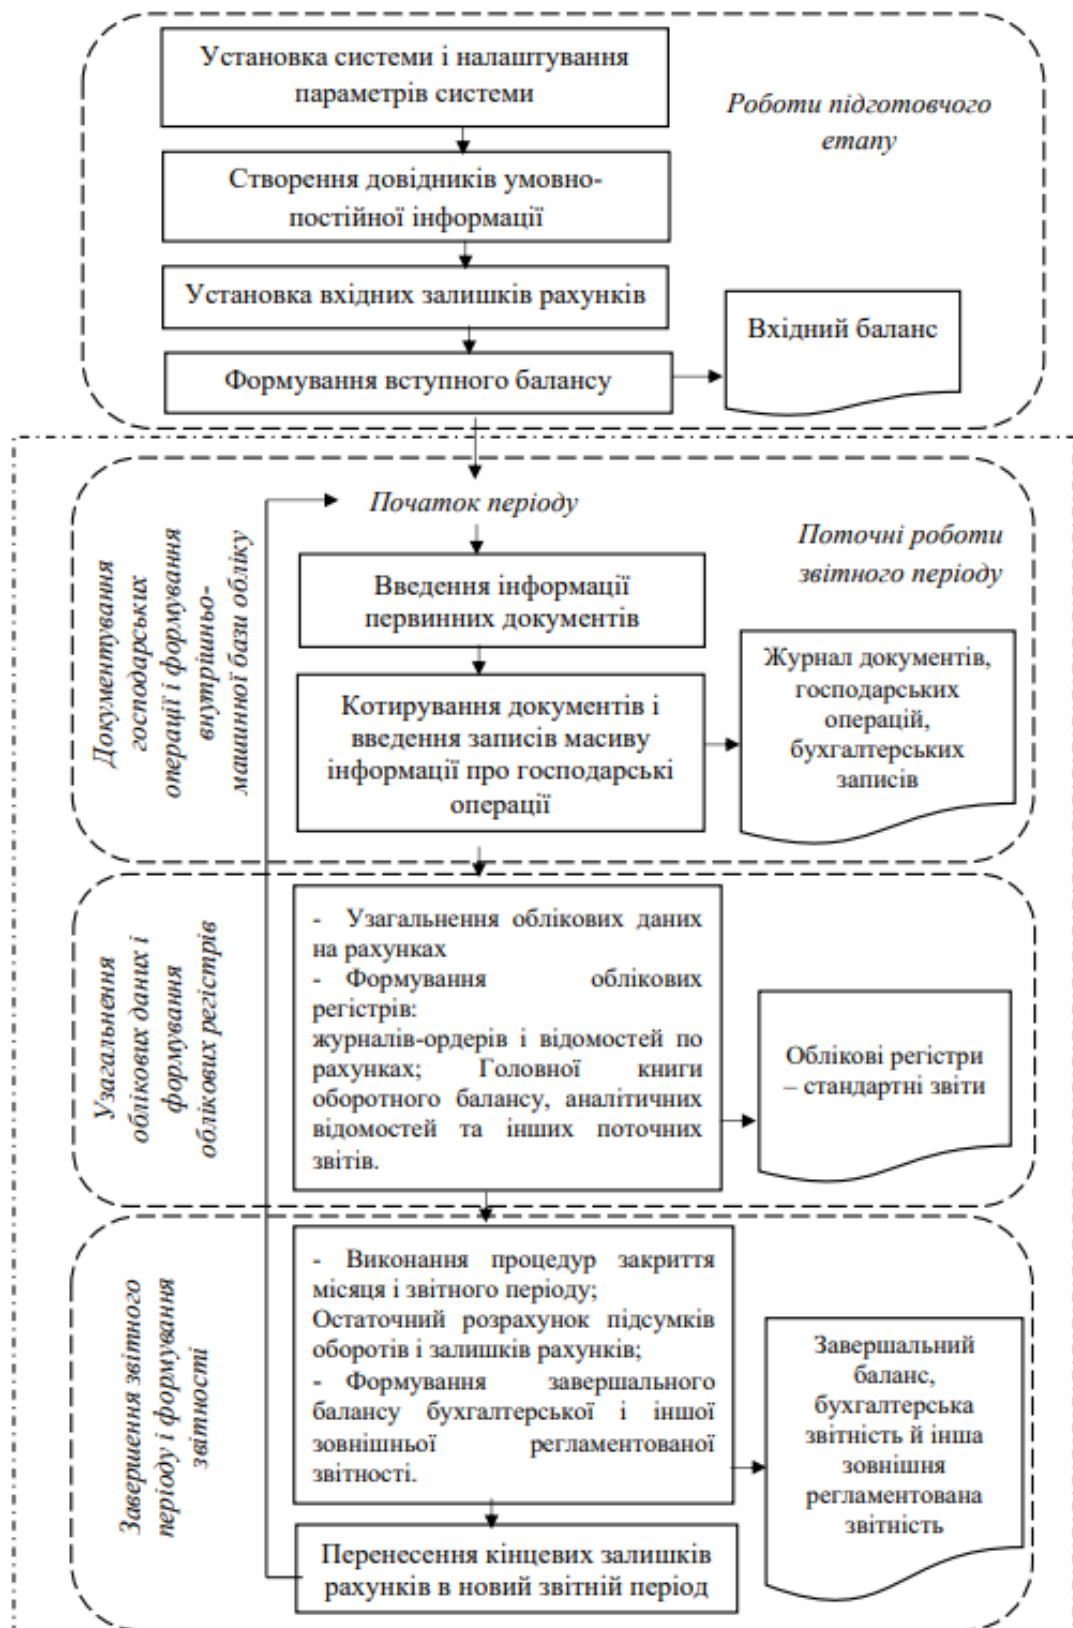 Установка системи і налаштування
параметрів системи
Роботи підготовчого
етапу
Створення довідників умовно-
постійної інформації
Установка вхідних залишків рахунків
Формування вступного балансу
Вхідний баланс
Початок періоду
Поточні роботи
звітного періоду
Документування
господарських
операції і формування
внутрішньо-
машинної бази обліку
Введення інформації
первинних документів
Котирування документів і
введення записів масиву
інформації про господарські
операції
Журнал документів,
господарських
операцій,
бухгалтерських
записів
Узагальнення
облікових даних і
формування
облікових регістрів
- Узагальнення облікових даних
на рахунках
- Формування облікових
регістрів:
журналів-ордерів і відомостей по
рахунках; Головної книги
оборотного балансу, аналітичних
відомостей та інших поточних
звітів.
Облікові регістри
– стандартні звіти
Завершення звітного
періоду і формування
звітності
- Виконання процедур закриття
місяця і звітного періоду;
Остаточний розрахунок підсумків
оборотів і залишків рахунків;
- Формування завершального
балансу бухгалтерської і іншої
зовнішньої регламентованої
звітності.
Завершальний
баланс,
бухгалтерська
звітність й інша
зовнішня
регламентована
звітність
Перенесення кінцевих залишків
рахунків в новий звітній період